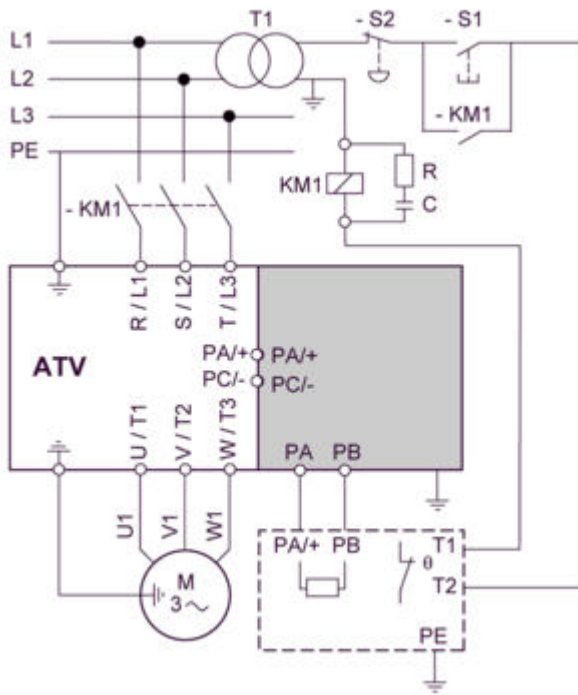 T1
- S2
- S1
L1
L2
- KM1
L3
PE
KM1
R
C
- KM1
R / L1
S / L2
T / L3
ATV
PA/+
PA/+
PC/-
PC/-
U / T1
V / T2
W / T3
PA
PB
U1
V1
W1
PA/+
PB
T1
θ
T2
M
3 ~
PE